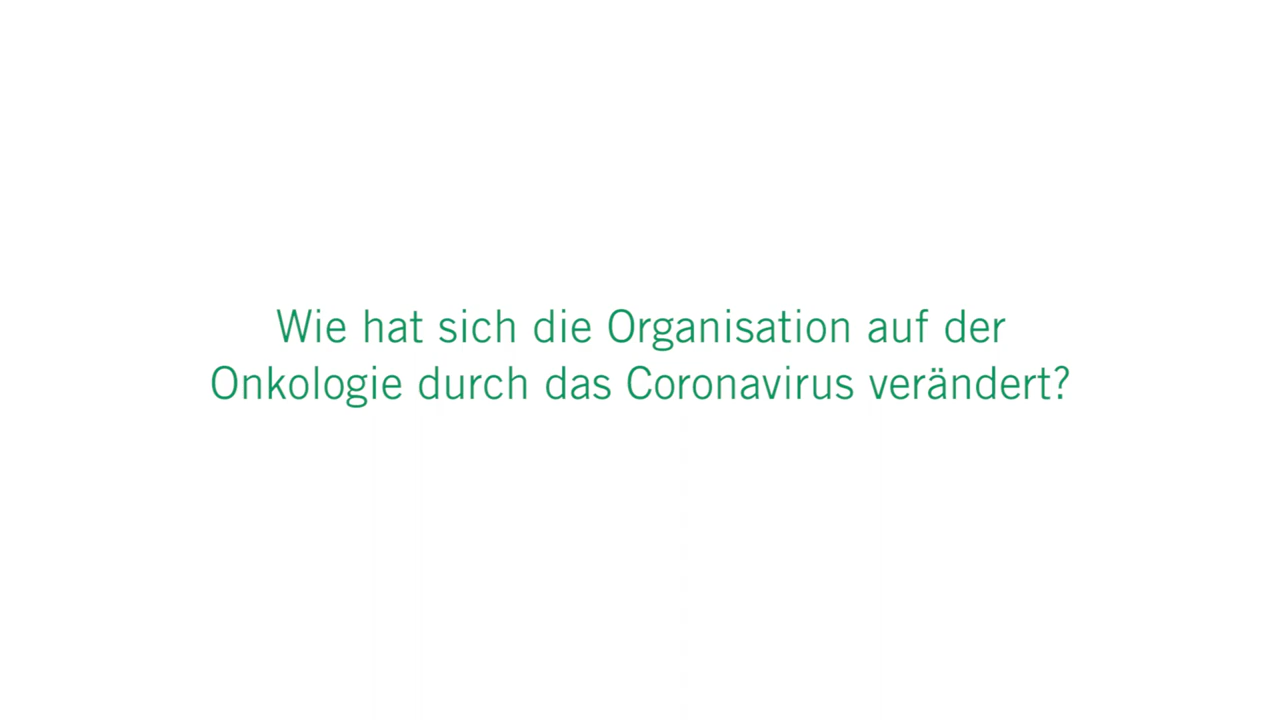 Wie hat sich die Organisation auf der
Onkologie durch das Coronavirus verändert?